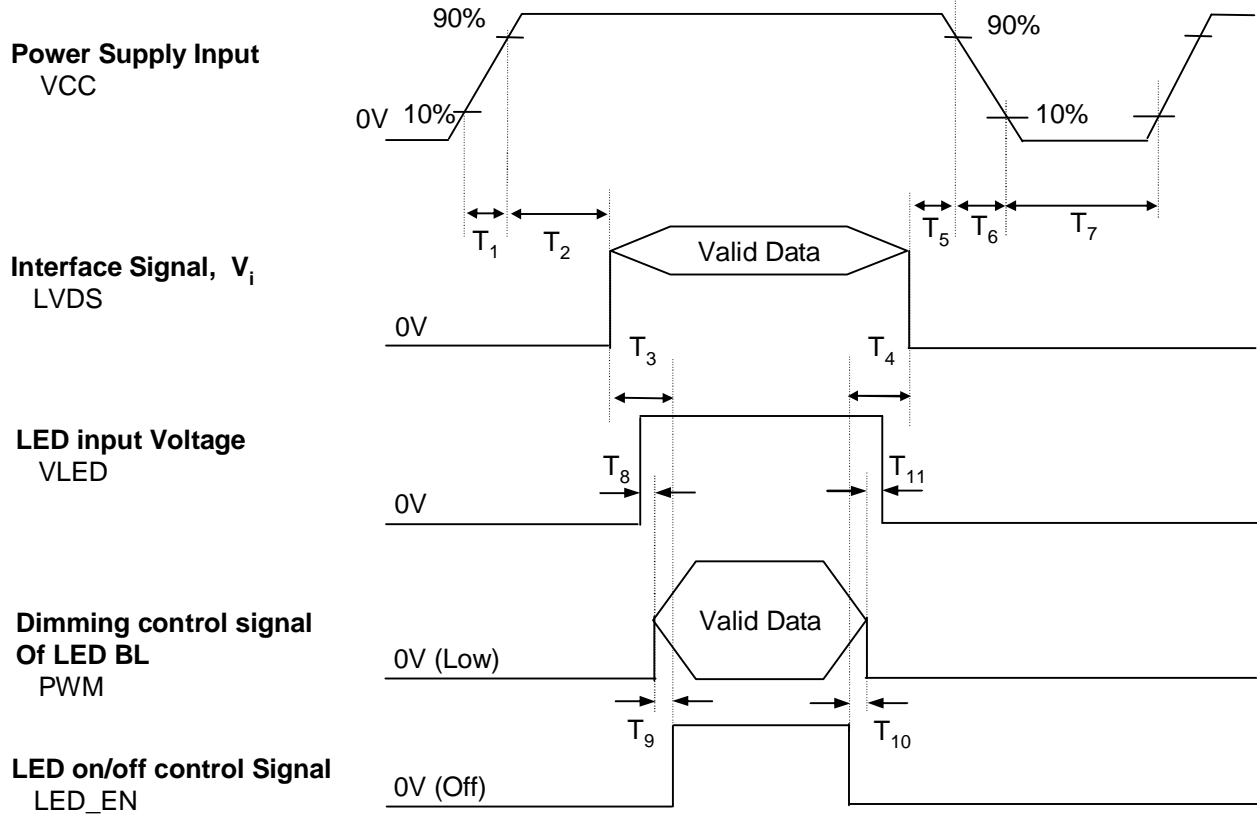 90%
90%
Power Supply Input
VCC
0V 10%
10%
T1
T2
T5
T6
T7
Valid Data
Interface Signal, Vi
LVDS
0V
T3
T4
LED input Voltage
VLED
T8
T11
0V
Dimming control signal
Of LED BL
PWM
Valid Data
0V (Low)
T9
T10
LED on/off control Signal
LED_EN
0V (Off)